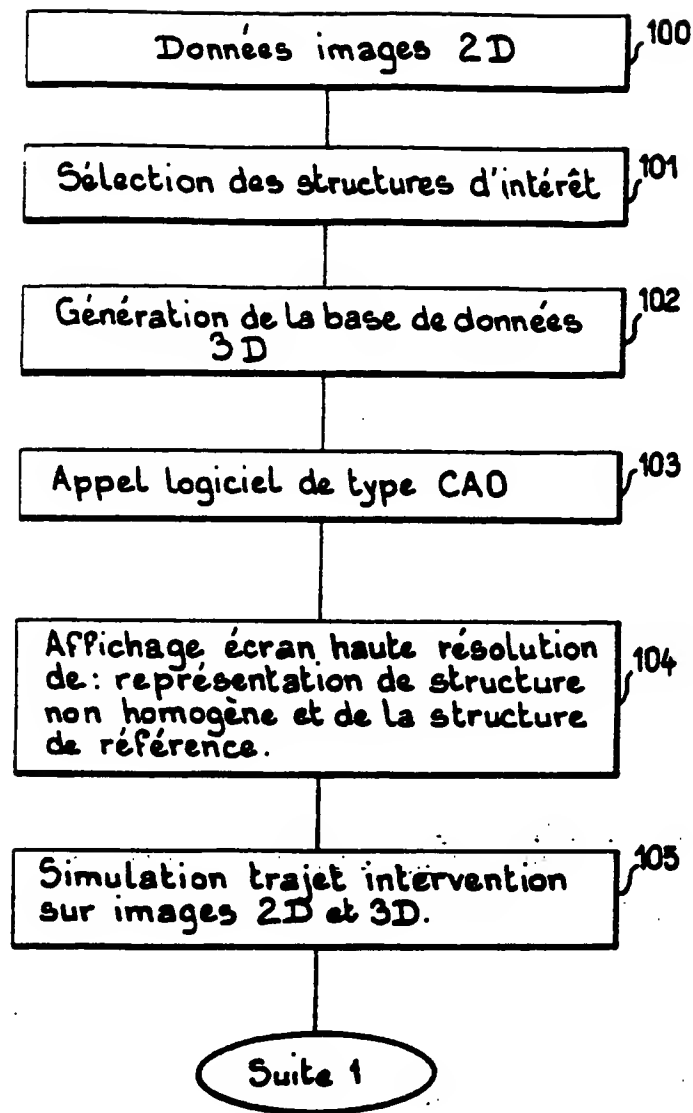 Données images 2D
100
Sélection des structures d'intérêt
101
Génération de la base de données
3D
102
Appel logiciel de type CAO
103
Affichage écran haute résolution
de: représentation de structure
non homogène et de la structure
de référence.
104
Simulation trajet intervention
sur images 2D et 3D.
105
Suite 1